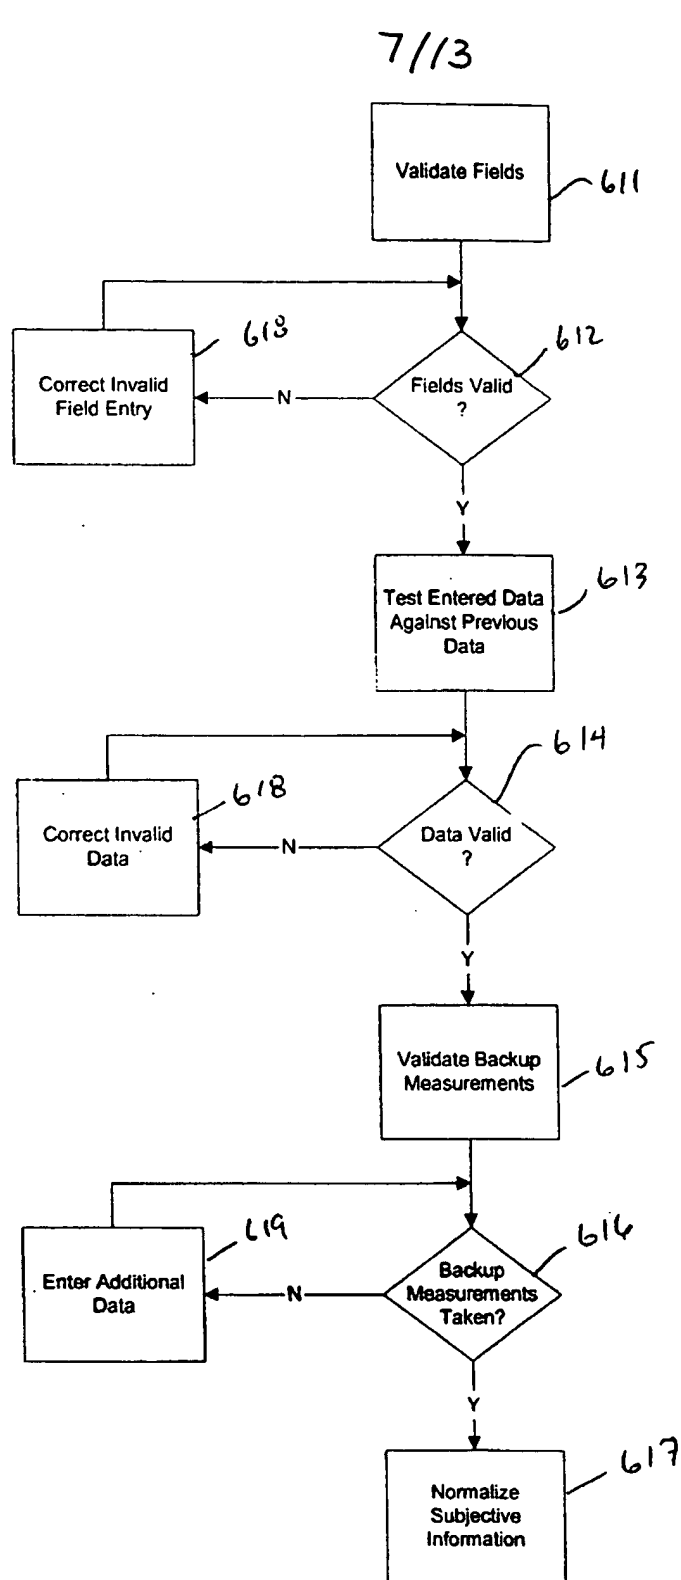 7/13
Validate Fields
611
618
612
Correct Invalid
Field Entry
N
Fields Valid
?
Y
613
Test Entered Data
Against Previous
Data
614
618
Correct Invalid
Data
N
Data Valid
?
Y
615
Validate Backup
Measurements
619
616
Enter Additional
Data
N
Backup
Measurements
Taken?
Y
617
Normalize
Subjective
Information